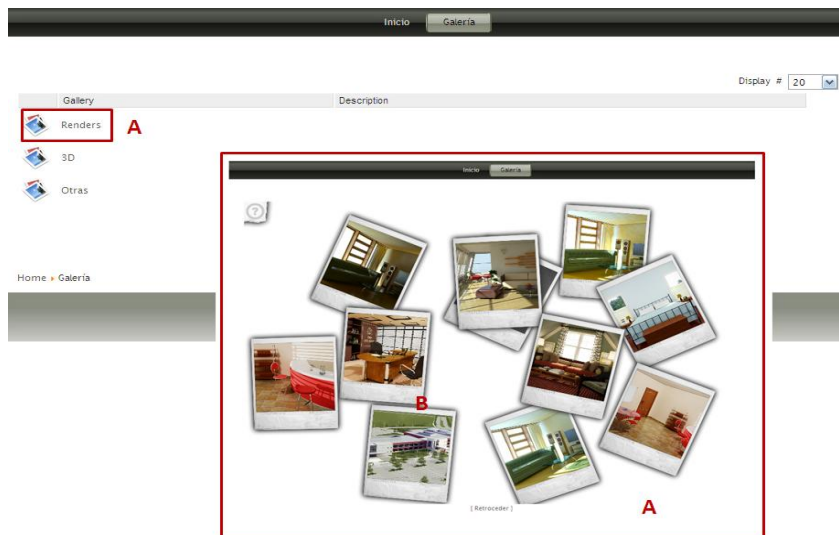 Inicio Galería
Display # 20
Gallery Description
Renders A
3D
Otras
Home Galería
Inicio Galería
?
B
A
[ Retroceder ]